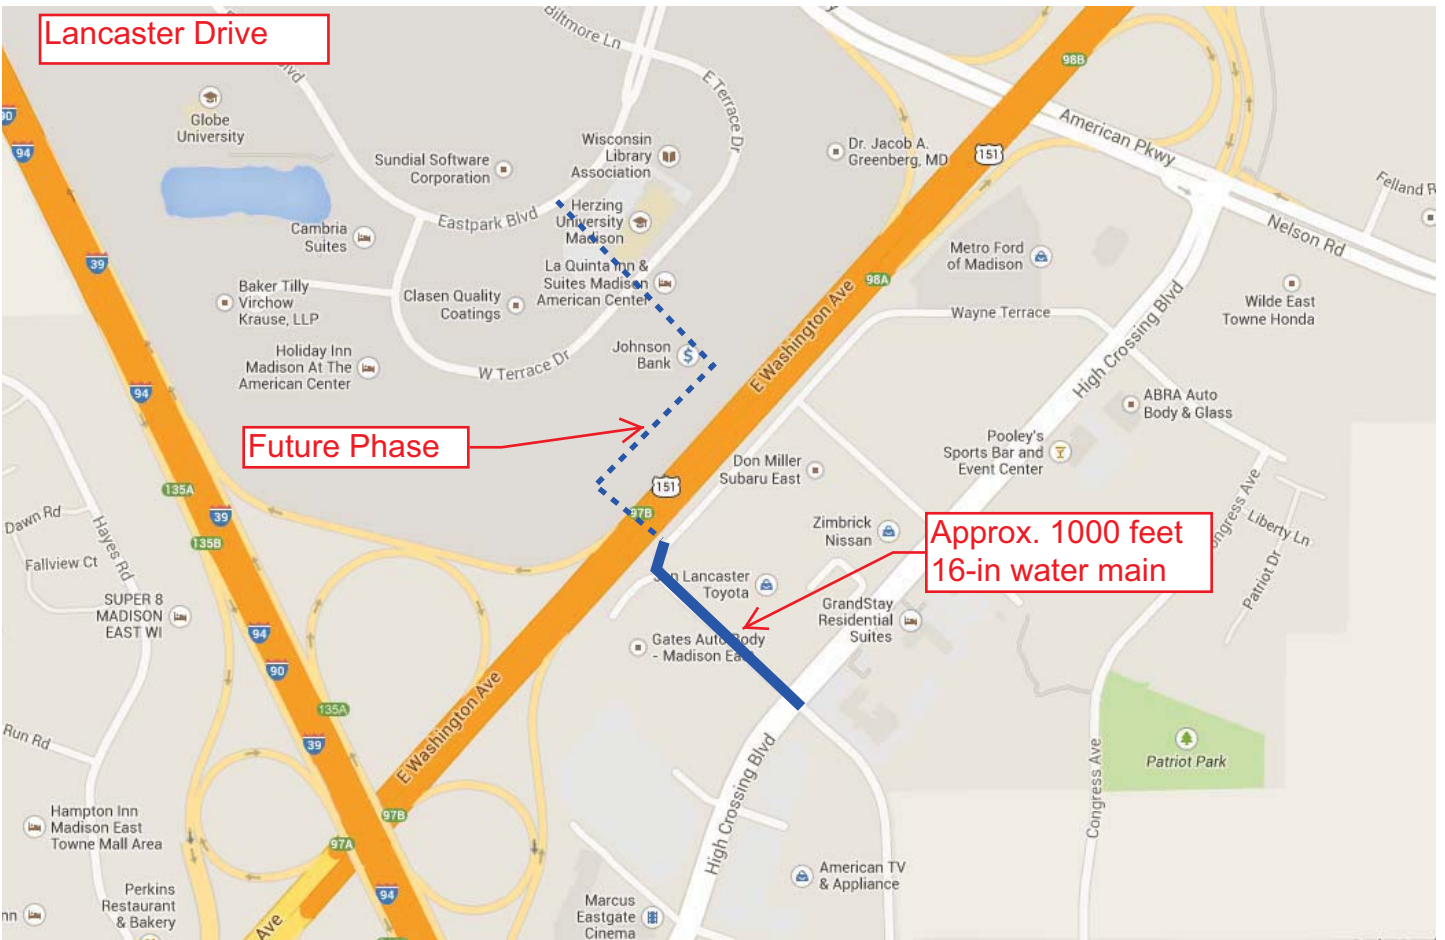 Lancaster Drive
Biltmore Ln
Blvd
E Terrace Dr
98B
American Pkwy
Globe
University
90
94
Wisconsin
Library
Association
Dr. Jacob A.
Greenberg, MD
151
Sundial Software
Corporation
Felland R
Eastpark Blvd
Herzing
University
Madison
Nelson Rd
Cambria
Suites
39
Metro Ford
of Madison
La Quinta Inn &
Suites Madison
American Center
98A
Baker Tilly
Virchow
Krause, LLP
Clasen Quality
Coatings
E Washington Ave
Wayne Terrace
High Crossing Blvd
Wilde East
Towne Honda
Holiday Inn
Madison At The
American Center
W Terrace Dr
Johnson
Bank
$
94
ABRA Auto
Body & Glass
Future Phase
Pooley's
Sports Bar and
Event Center
Don Miller
Subaru East
151
135A
97B
39
Dawn Rd
Hayes Rd
135B
Zimbrick
Nissan
Approx. 1000 feet
16-in water main
Congress Ave
Liberty Ln
Patriot Dr
Fallview Ct
Jon Lancaster
Toyota
SUPER 8
MADISON
EAST WI
GrandStay
Residential
Suites
94
90
Gates Auto Body
- Madison East
E Washington Ave
135A
39
Run Rd
High Crossing Blvd
Congress Ave
Patriot Park
Hampton Inn
Madison East
Towne Mall Area
97B
97A
American TV
& Appliance
94
Perkins
Restaurant
& Bakery
Ave
Marcus
Eastgate
Cinema
nn